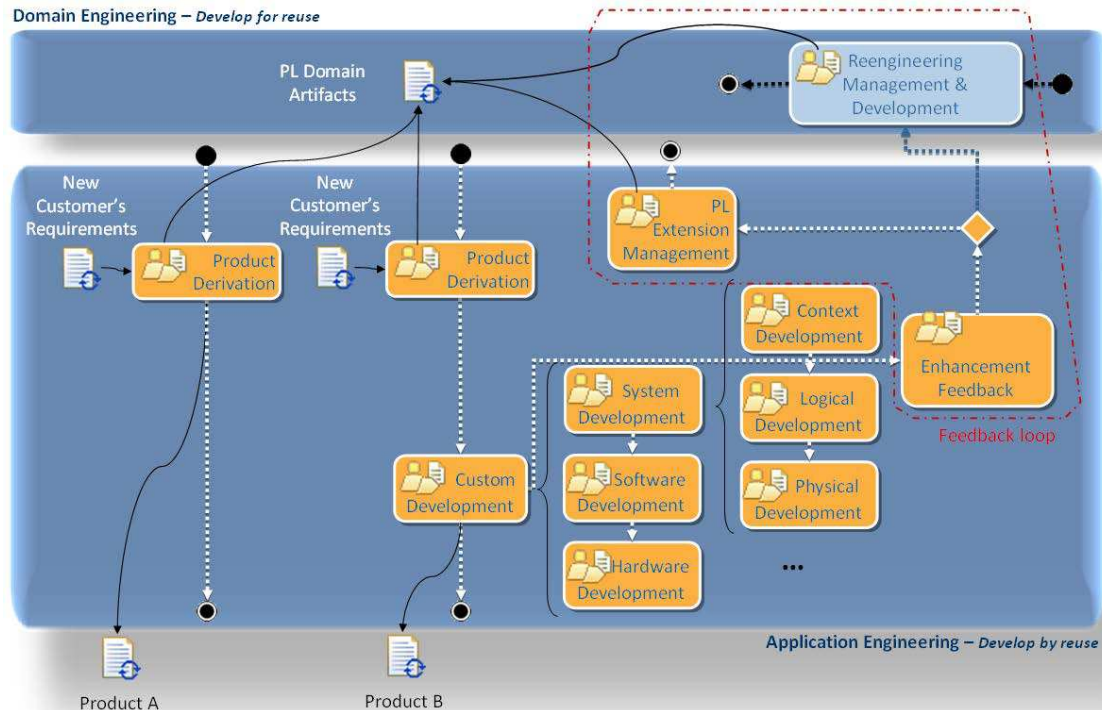 Domain Engineering – Develop for reuse
PL Domain
Artifacts
Reengineering
Management &
Development
New
Customer's
Requirements
New
Customer's
Requirements
PL
Extension
Management
Product
Derivation
Product
Derivation
Context
Development
Enhancement
Feedback
System
Development
Logical
Development
Feedback loop
Custom
Development
Software
Development
Physical
Development
Hardware
Development
...
Application Engineering – Develop by reuse
Product A
Product B